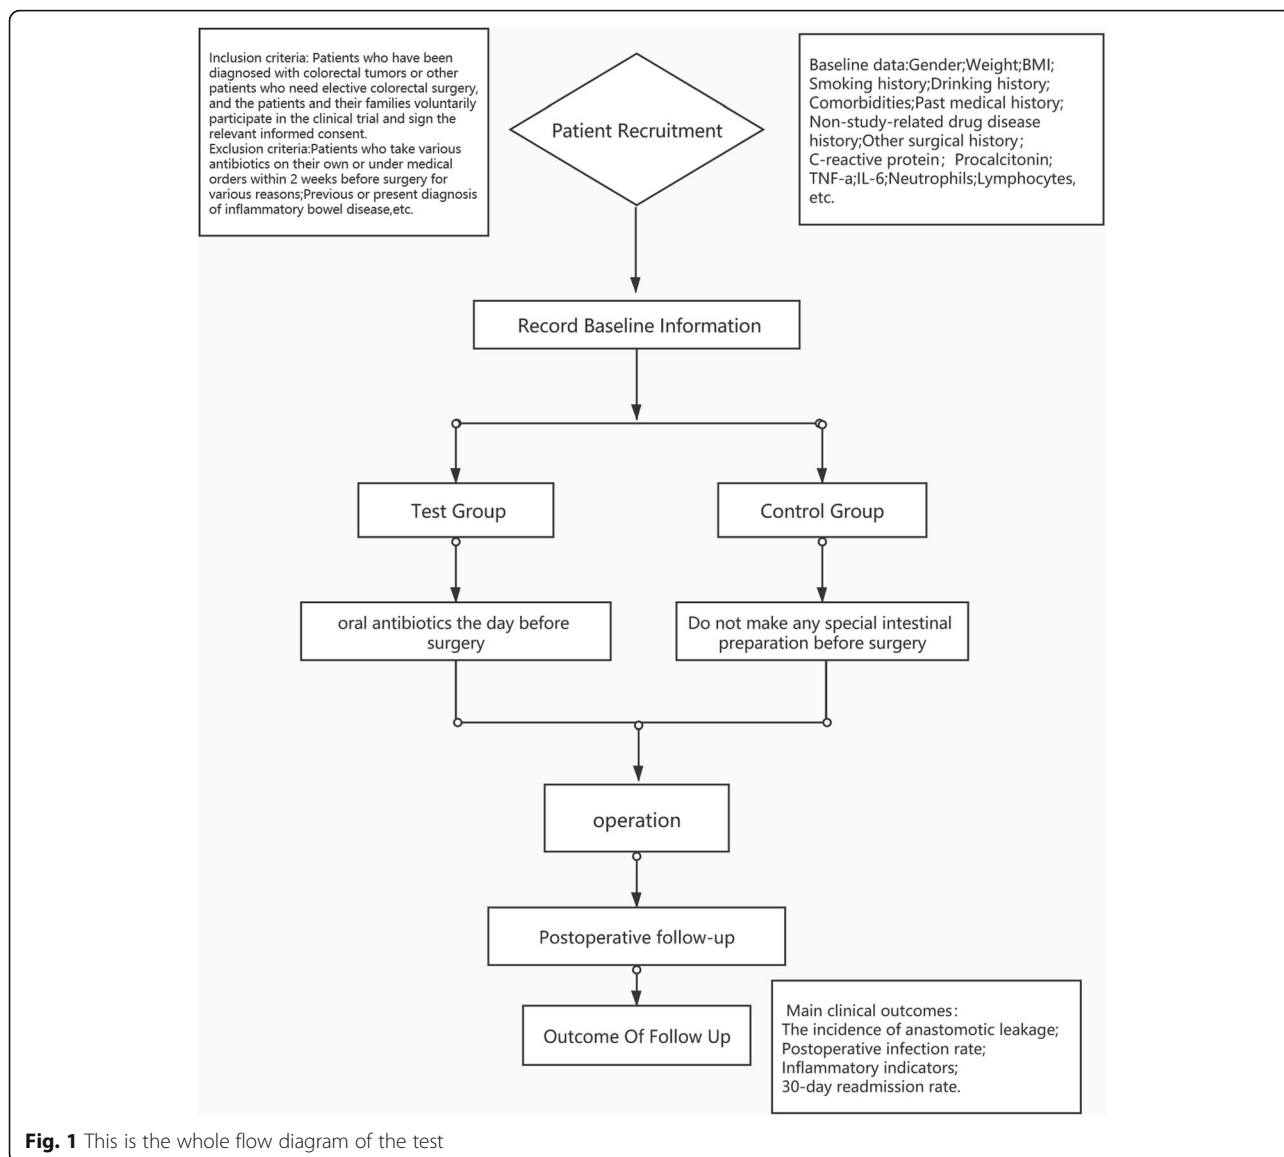 Inclusion criteria: Patients who have been
diagnosed with colorectal tumors or other
patients who need elective colorectal surgery,
and the patients and their families voluntarily
participate in the clinical trial and sign the
relevant informed consent.
Exclusion criteria:Patients who take various
antibiotics on their own or under medical
orders within 2 weeks before surgery for
various reasons;Previous or present diagnosis
of inflammatory bowel disease,etc.
Patient Recruitment
Baseline data:Gender;Weight;BMI;
Smoking history;Drinking history;
Comorbidities;Past medical history;
Non-study-related drug disease
history;Other surgical history;
C-reactive protein; Procalcitonin;
TNF-a;IL-6;Neutrophils;Lymphocytes,
etc.
Record Baseline Information
Test Group
Control Group
oral antibiotics the day before
surgery
Do not make any special intestinal
preparation before surgery
operation
Postoperative follow-up
Outcome Of Follow Up
Main clinical outcomes:
The incidence of anastomotic leakage;
Postoperative infection rate;
Inflammatory indicators;
30-day readmission rate.
Fig. 1 This is the whole flow diagram of the test